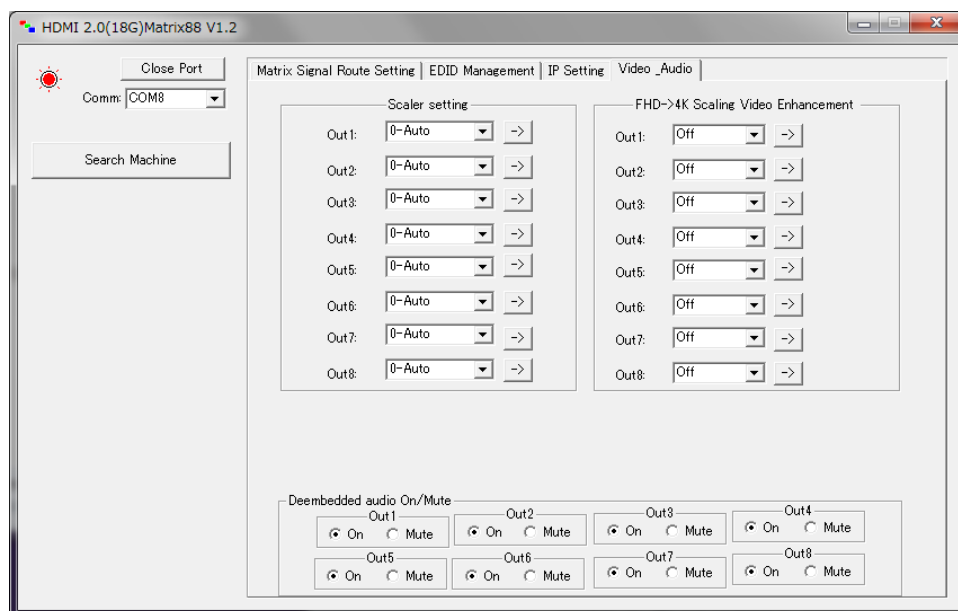 HDMI 2.0(18G)Matrix88 V1.2
Close Port
Comm: COM8
Search Machine
Matrix Signal Route Setting EDID Management IP Setting Video _Audio
Scaler setting
Out1: 0-Auto ->
Out2: 0-Auto ->
Out3: 0-Auto ->
Out4: 0-Auto ->
Out5: 0-Auto ->
Out6: 0-Auto ->
Out7: 0-Auto ->
Out8: 0-Auto ->
FHD->4K Scaling Video Enhancement
Out1: Off ->
Out2: Off ->
Out3: Off ->
Out4: Off ->
Out5: Off ->
Out6: Off ->
Out7: Off ->
Out8: Off ->
Deembedded audio On/Mute
Out1 Out2 Out3 Out4
On Mute On Mute On Mute On Mute
Out5 Out6 Out7 Out8
On Mute On Mute On Mute On Mute